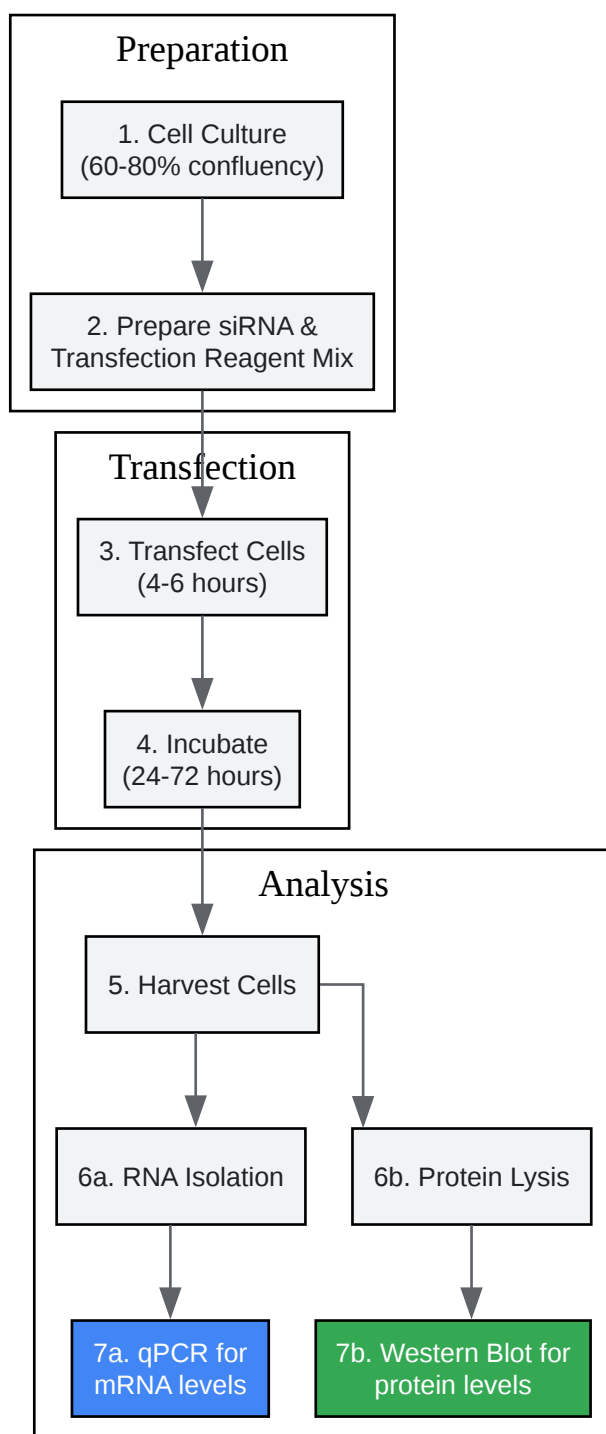 Preparation
1. Cell Culture
(60-80% confluency)
2. Prepare siRNA &
Transfection Reagent Mix
Transfection
3. Transfect Cells
(4-6 hours)
4. Incubate
(24-72 hours)
Analysis
5. Harvest Cells
6a. RNA Isolation
6b. Protein Lysis
7a. qPCR for
mRNA levels
7b. Western Blot for
protein levels